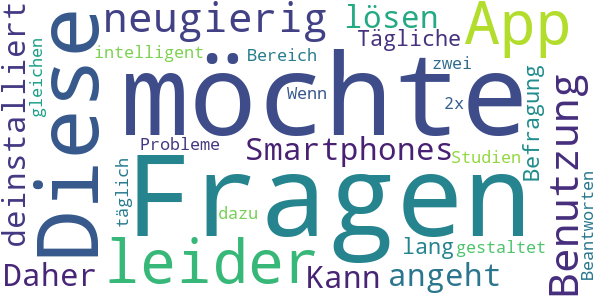 neugierig
lösen
App
Tägliche
intelligent
Bereich
zwei
deinstalliert
gleichen
Diese
möchte
Wenn
2x
Befragung
Benutzung
Probleme
Smartphones
Studien
täglich
Fragen
dazu
leider
lang
gestaltet
Beantworten
Daher
Kann
angeht